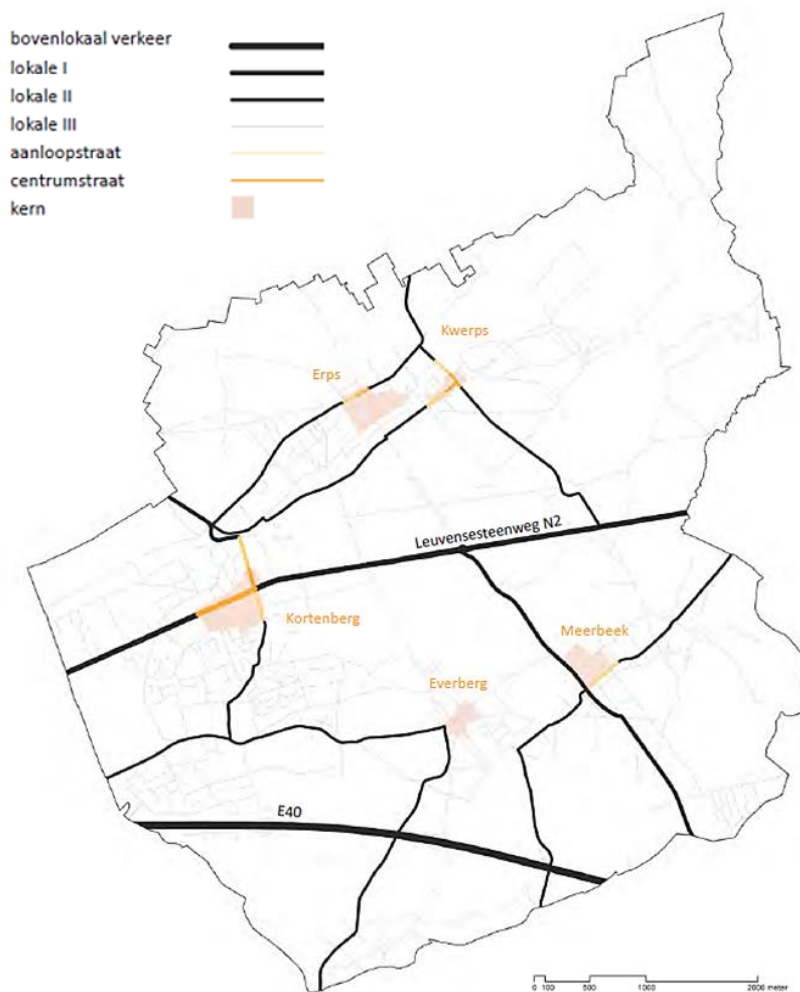 bovenlokaal verkeer
lokale I
lokale II
lokale III
aanloopstraat
centrumstraat
kern
Kwerps
Erps
Leuvensesteenweg N2
Kortenberg
Meerbeek
Everberg
E40
0 100 500 1000 2000 meter